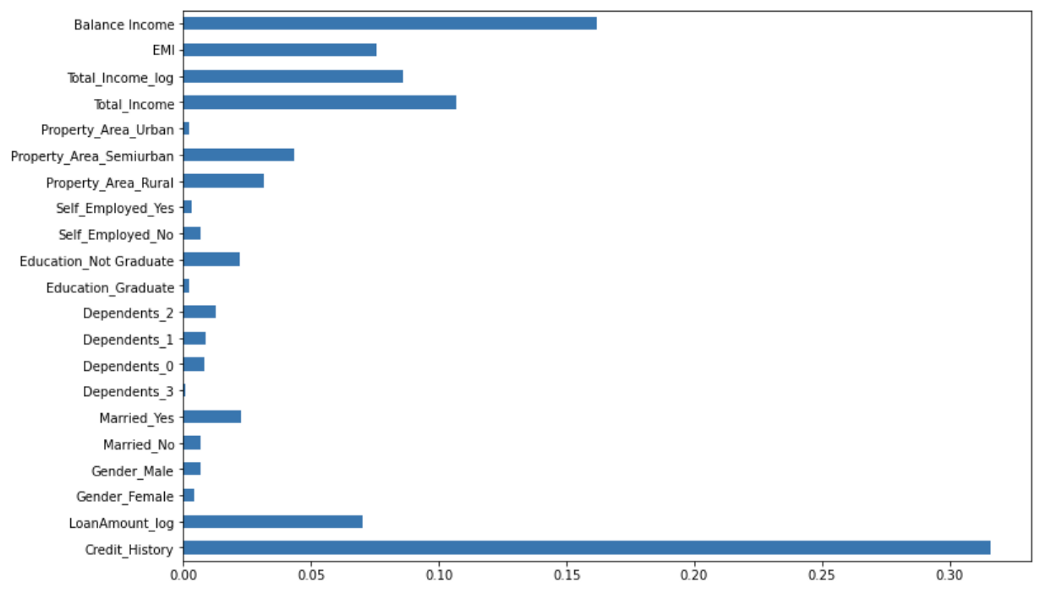 Balance Income
EMI
Total_Income_log
Total_Income
Property_Area_Urban
Property_Area_Semiurban
Property_Area_Rural
Self_Employed_Yes
Self_Employed_No
Education_Not Graduate
Education_Graduate
Dependents_2
Dependents_1
Dependents_0
Dependents_3
Married_Yes
Married_No
Gender_Male
Gender_Female
LoanAmount_log
Credit_History
0.00 0.05 0.10 0.15 0.20 0.25 0.30